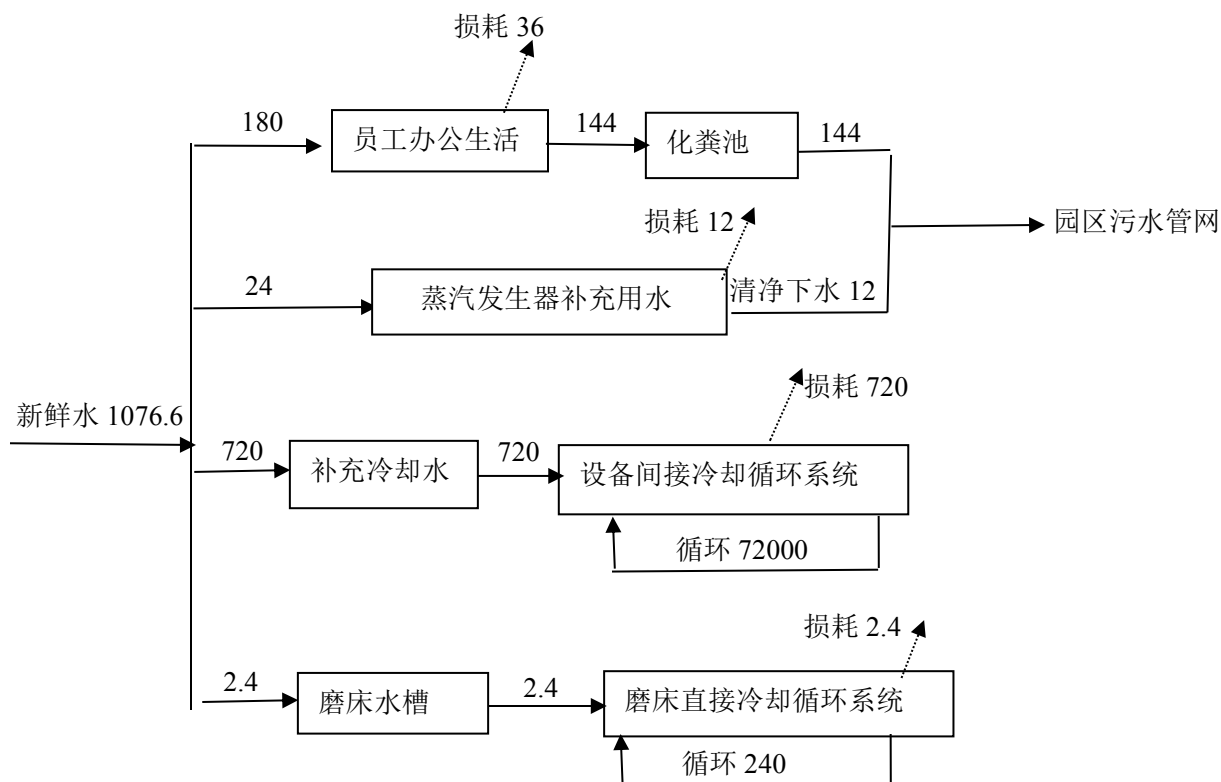 损耗 36
180
员工办公生活
144
化粪池
144
损耗 12
园区污水管网
24
蒸汽发生器补充用水
清净下水 12
损耗 720
新鲜水 1076.6
720
补充冷却水
720
设备间接冷却循环系统
循环 72000
损耗 2.4
2.4
磨床水槽
2.4
磨床直接冷却循环系统
循环 240